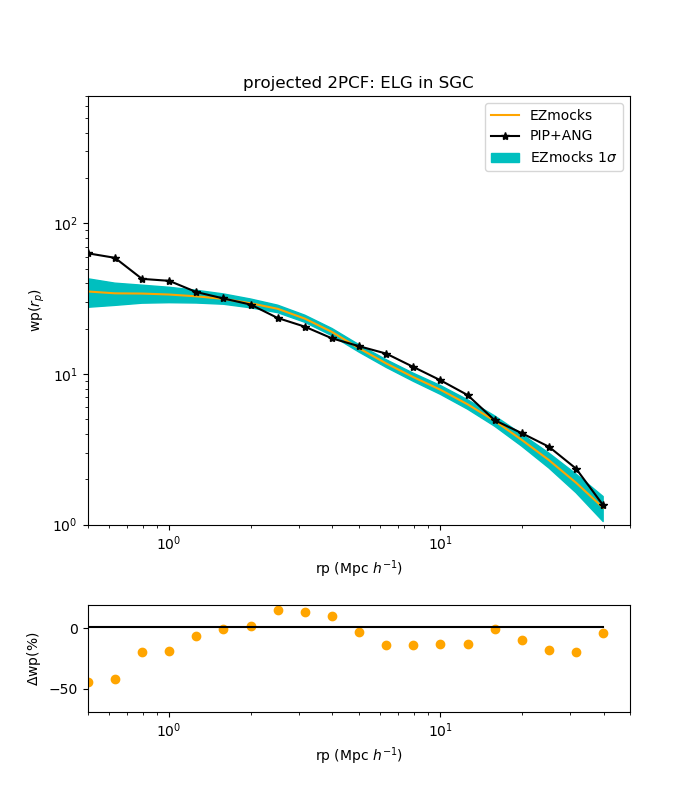 projected 2PCF: ELG in SGC
EZmocks
PIP+ANG
EZmocks 1σ
10²
10¹
10⁰
wp(rₚ)
10⁰ 10¹
rp (Mpc h⁻¹)
0
−50
Δwp(%)
10⁰ 10¹
rp (Mpc h⁻¹)